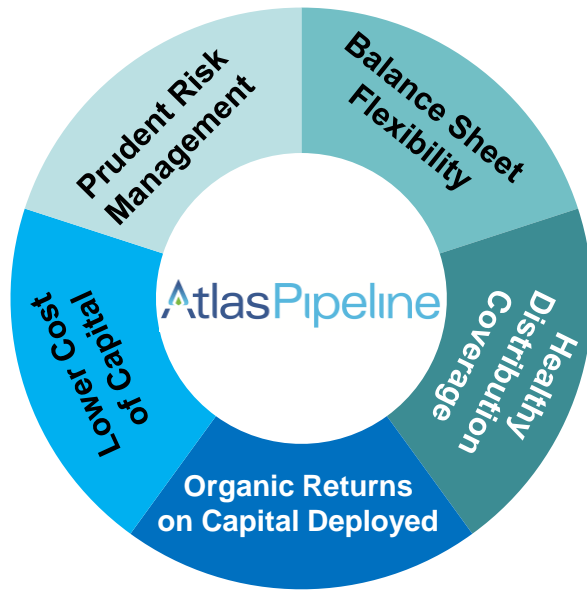 Prudent Risk
Management
Balance Sheet
Flexibility
Healthy
Distribution
Coverage
Organic Returns
on Capital Deployed
Lower Cost
of Capital
AtlasPipeline